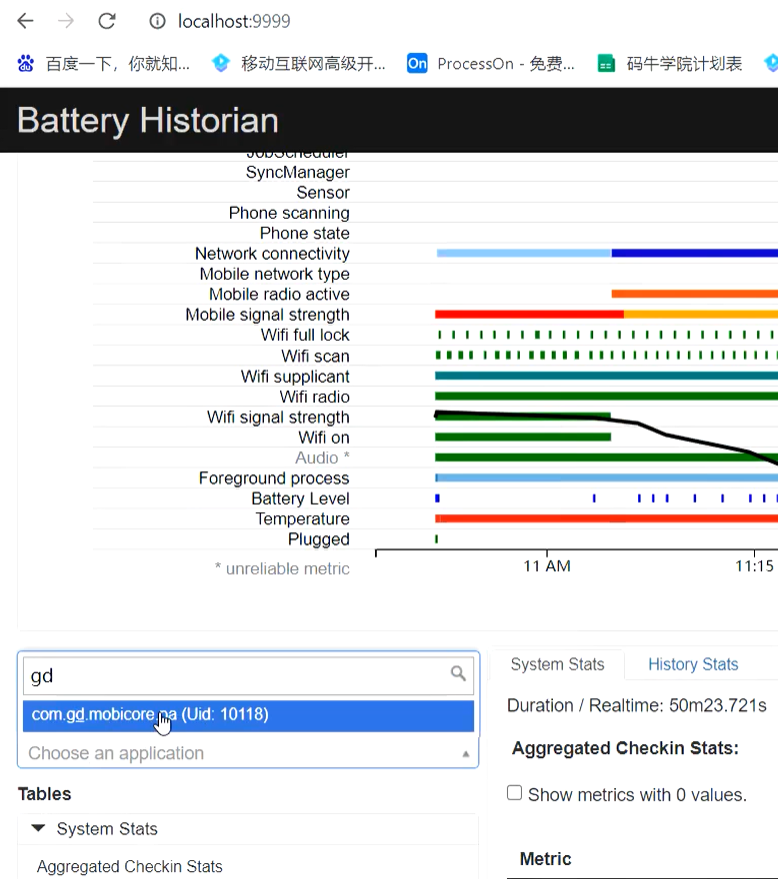 localhost:9999
百度一下，你就知... 移动互联网高级开... On ProcessOn - 免费... 码牛学院计划表
Battery Historian
JobScheduler
SyncManager
Sensor
Phone scanning
Phone state
Network connectivity
Mobile network type
Mobile radio active
Mobile signal strength
Wifi full lock
Wifi scan
Wifi supplicant
Wifi radio
Wifi signal strength
Wifi on
Audio *
Foreground process
Battery Level
Temperature
Plugged
* unreliable metric
11 AM 11:15
gd
com.gd.mobicore.pa (Uid: 10118)
Choose an application
Tables
System Stats
Aggregated Checkin Stats
System Stats History Stats
Duration / Realtime: 50m23.721s
Aggregated Checkin Stats:
Show metrics with 0 values.
Metric